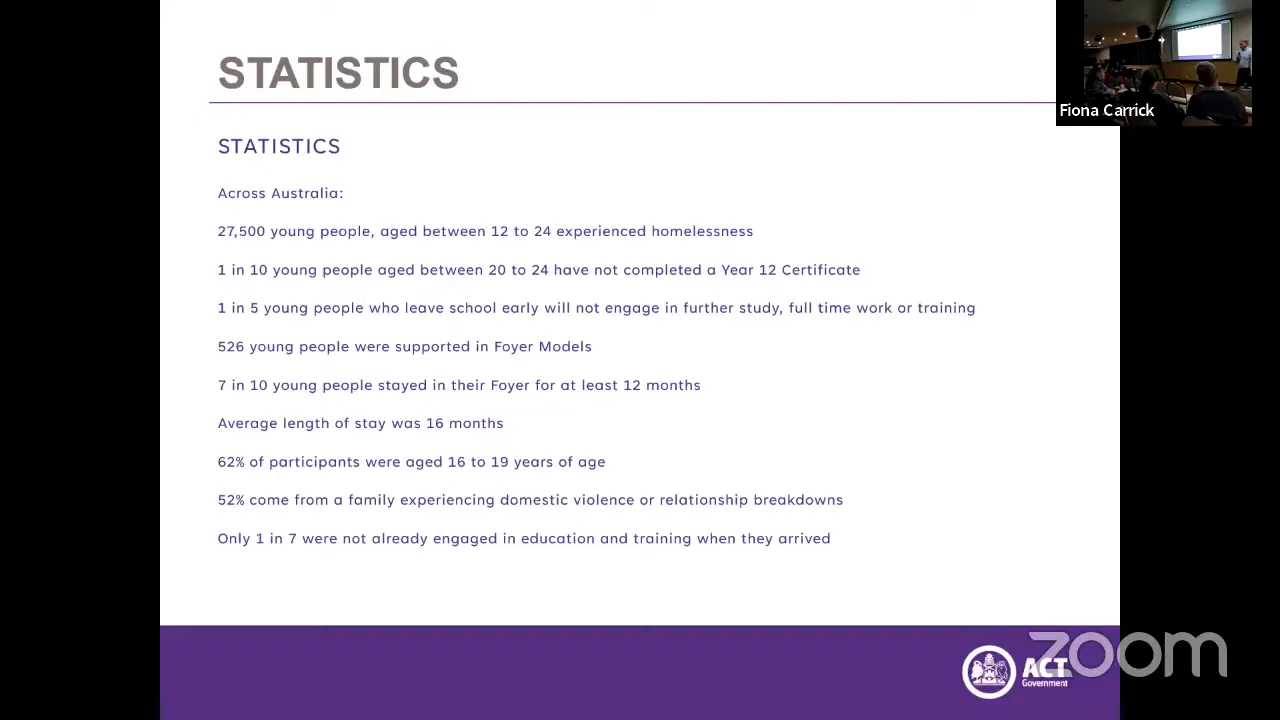 STATISTICS
Fiona Carrick
STATISTICS
Across Australia:
27,500 young people, aged between 12 to 24 experienced homelessness
1 in 10 young people aged between 20 to 24 have not completed a Year 12 Certificate
1 in 5 young people who leave school early will not engage in further study, full time work or training
526 young people were supported in Foyer Models
7 in 10 young people stayed in their Foyer for at least 12 months
Average length of stay was 16 months
62% of participants were aged 16 to 19 years of age
52% come from a family experiencing domestic violence or relationship breakdowns
Only 1 in 7 were not already engaged in education and training when they arrived
zoom
ACT
Government